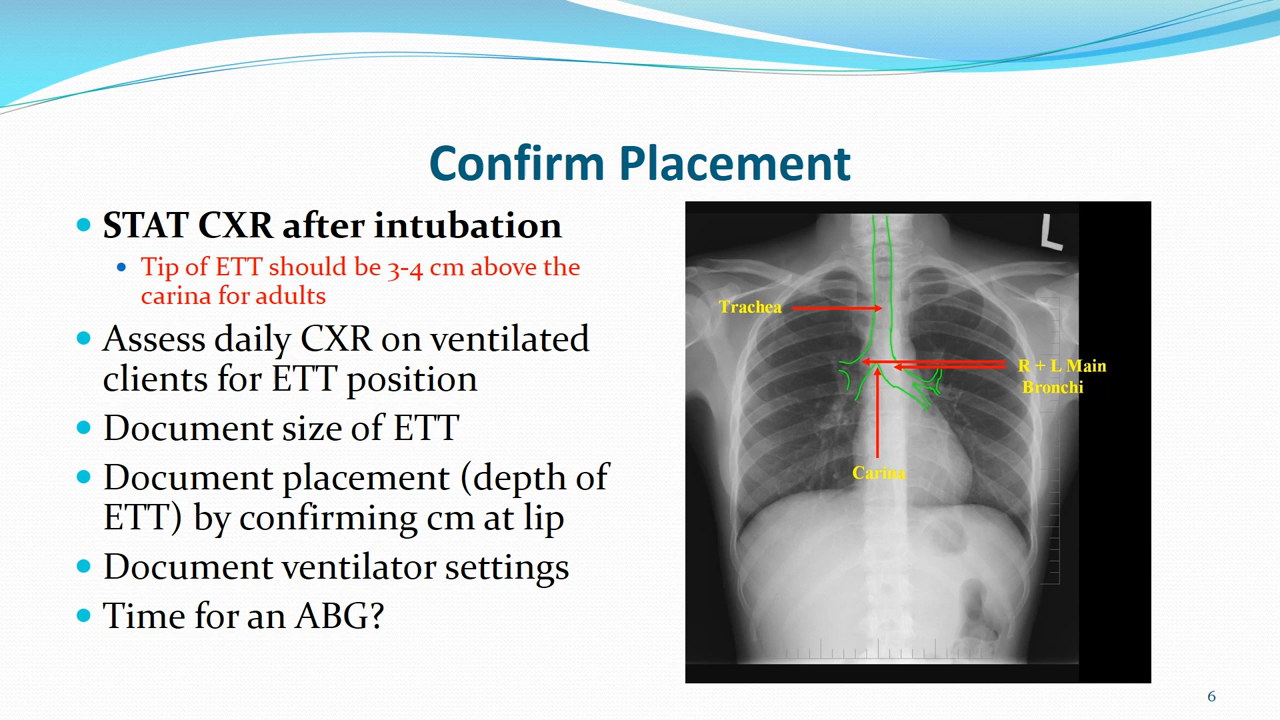 Confirm Placement
STAT CXR after intubation
Tip of ETT should be 3-4 cm above the
carina for adults
Assess daily CXR on ventilated
clients for ETT position
Document size of ETT
Document placement (depth of
ETT) by confirming cm at lip
Document ventilator settings
Time for an ABG?
L
Trachea
R + L Main
Bronchi
Carina
6